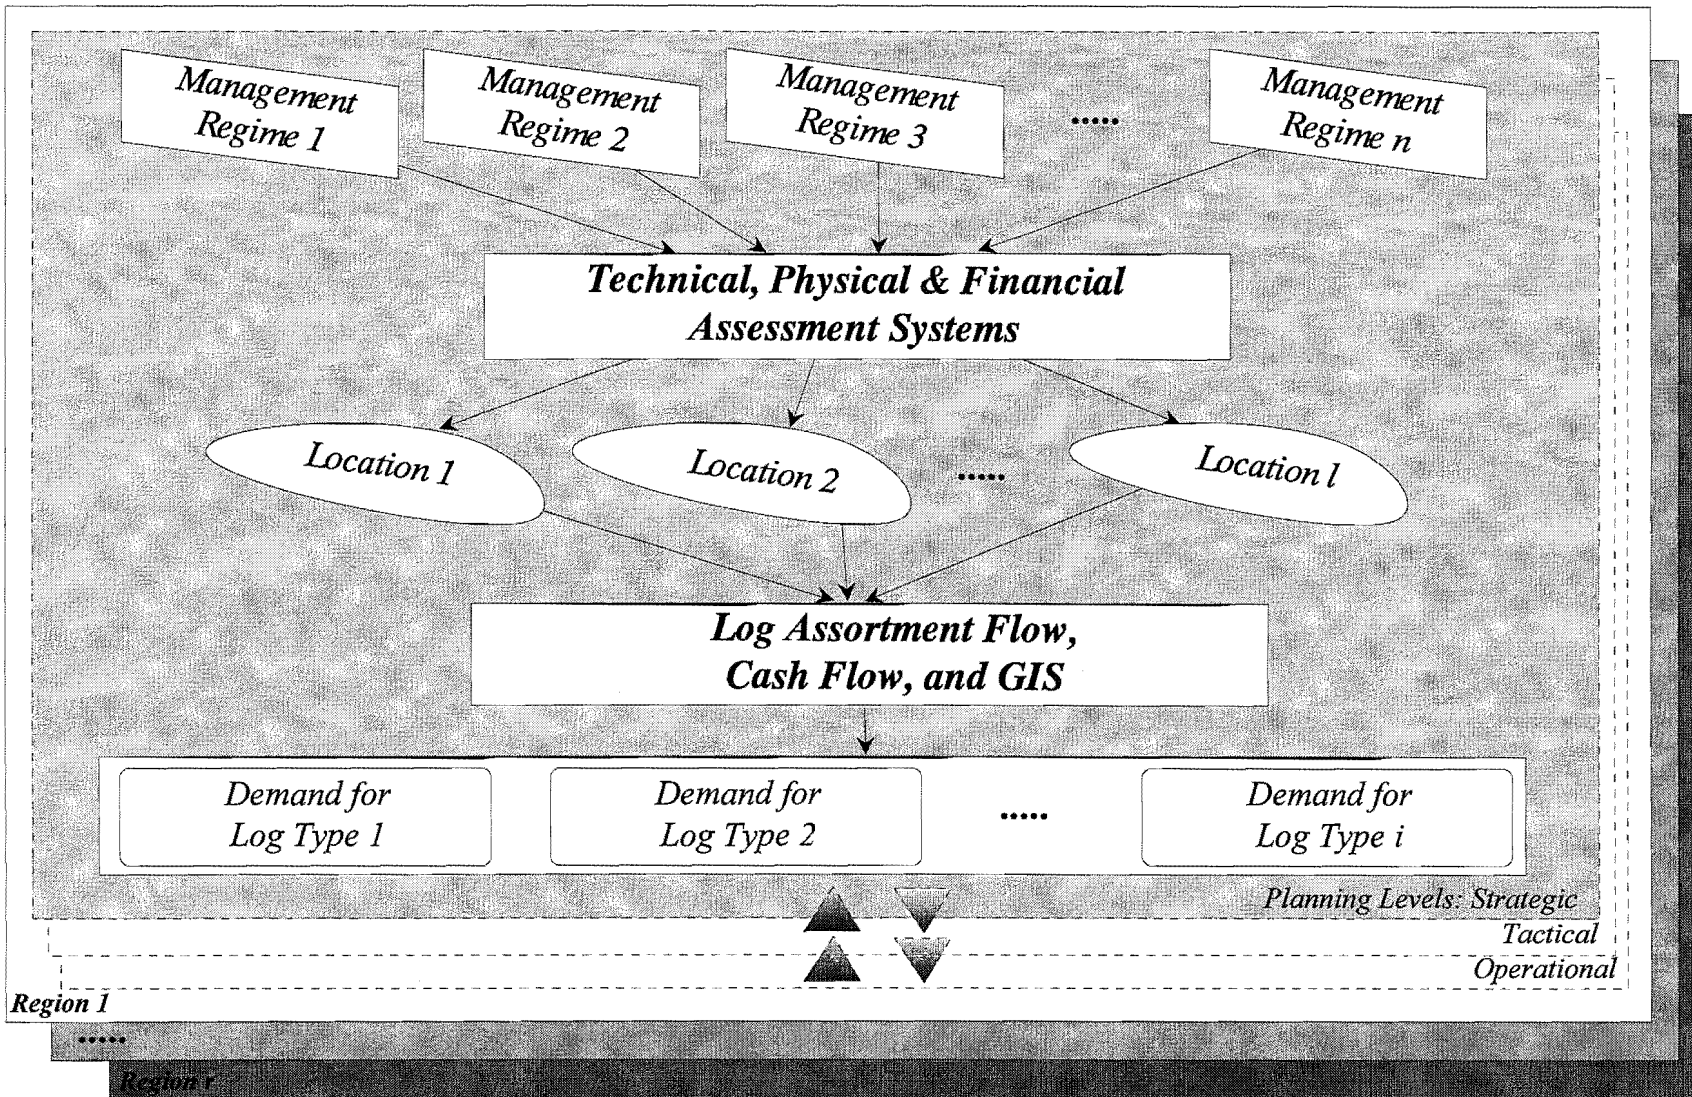 Management
Regime 1
Management
Regime 2
Management
Regime 3
.....
Management
Regime n
Technical, Physical & Financial
Assessment Systems
Location 1
Location 2
.....
Location l
Log Assortment Flow,
Cash Flow, and GIS
Demand for
Log Type 1
Demand for
Log Type 2
.....
Demand for
Log Type i
Planning Levels: Strategic
Tactical
Operational
Region 1
.....
Region r